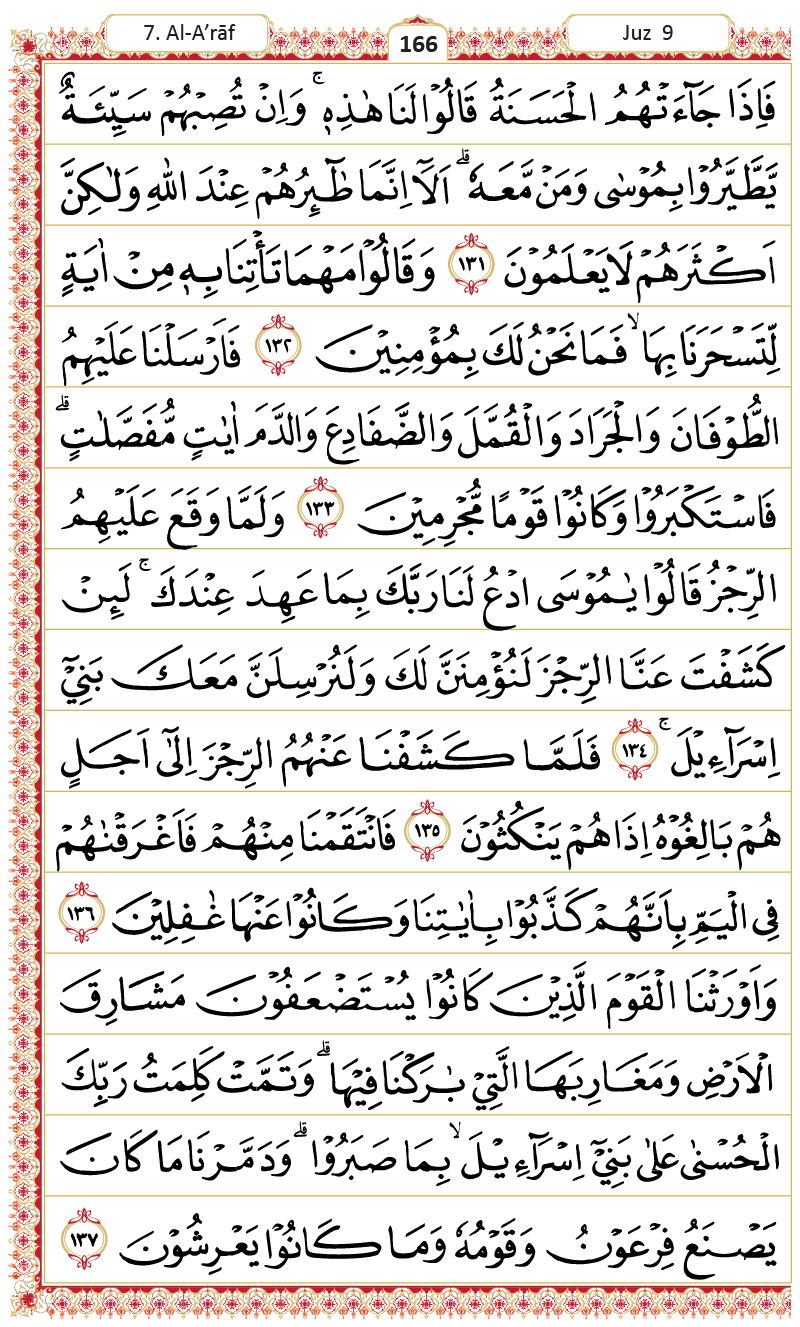 7. Al-A’rāf
166
Juz 9
فَاِذَا جَآءَتْهُمُ الْحَسَنَةُ قَالُوْا لَنَا هٰذِهٖ ۚ وَاِنْ تُصِبْهُمْ سَيِّئَةٌ
يَّطَّيَّرُوْا بِمُوْسٰى وَمَنْ مَّعَهٗ ۗ اَلَآ اِنَّمَا طٰۤىِٕرُهُمْ عِنْدَ اللّٰهِ وَلٰكِنَّ
اَكْثَرَهُمْ لَا يَعْلَمُوْنَ ١٣١ وَقَالُوْا مَهْمَا تَأْتِنَا بِهٖ مِنْ اٰيَةٍ
لِّتَسْحَرَنَا بِهَا ۙ فَمَا نَحْنُ لَكَ بِمُؤْمِنِيْنَ ١٣٢ فَاَرْسَلْنَا عَلَيْهِمُ
الطُّوْفَانَ وَالْجَرَادَ وَالْقُمَّلَ وَالضَّفَادِعَ وَالدَّمَ اٰيٰتٍ مُّفَصَّلٰتٍ ۗ
فَاسْتَكْبَرُوْا وَكَانُوْا قَوْمًا مُّجْرِمِيْنَ ١٣٣ وَلَمَّا وَقَعَ عَلَيْهِمُ
الرِّجْزُ قَالُوْا يٰمُوْسَى ادْعُ لَنَا رَبَّكَ بِمَا عَهِدَ عِنْدَكَ ۚ لَىِٕنْ
كَشَفْتَ عَنَّا الرِّجْزَ لَنُؤْمِنَنَّ لَكَ وَلَنُرْسِلَنَّ مَعَكَ بَنِيْٓ
اِسْرَآءِيْلَ ۚ ١٣٤ فَلَمَّا كَشَفْنَا عَنْهُمُ الرِّجْزَ اِلٰٓى اَجَلٍ
هُمْ بَالِغُوْهُ اِذَا هُمْ يَنْكُثُوْنَ ١٣٥ فَانْتَقَمْنَا مِنْهُمْ فَاَغْرَقْنٰهُمْ
فِى الْيَمِّ بِاَنَّهُمْ كَذَّبُوْا بِاٰيٰتِنَا وَكَانُوْا عَنْهَا غٰفِلِيْنَ ١٣٦
وَاَوْرَثْنَا الْقَوْمَ الَّذِيْنَ كَانُوْا يُسْتَضْعَفُوْنَ مَشَارِقَ
الْاَرْضِ وَمَغَارِبَهَا الَّتِيْ بٰرَكْنَا فِيْهَا ۗ وَتَمَّتْ كَلِمَتُ رَبِّكَ
الْحُسْنٰى عَلٰى بَنِيْٓ اِسْرَآءِيْلَ ۙ بِمَا صَبَرُوْا ۗ وَدَمَّرْنَا مَا كَانَ
يَصْنَعُ فِرْعَوْنُ وَقَوْمُهٗ وَمَا كَانُوْا يَعْرِشُوْنَ ١٣٧